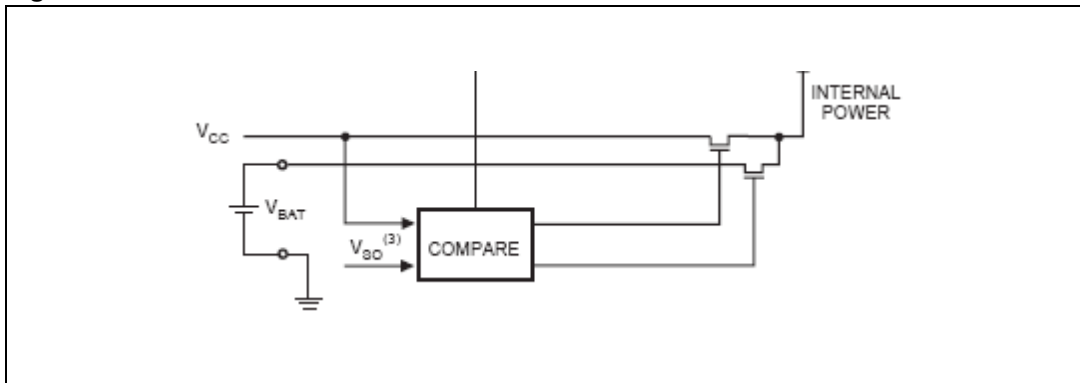 INTERNAL
POWER
VCC
VBAT
VSO(3)
COMPARE